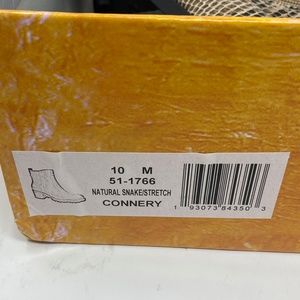 10 M
51-1766
NATURAL SNAKE/STRETCH
CONNERY
1 93073 84350 3